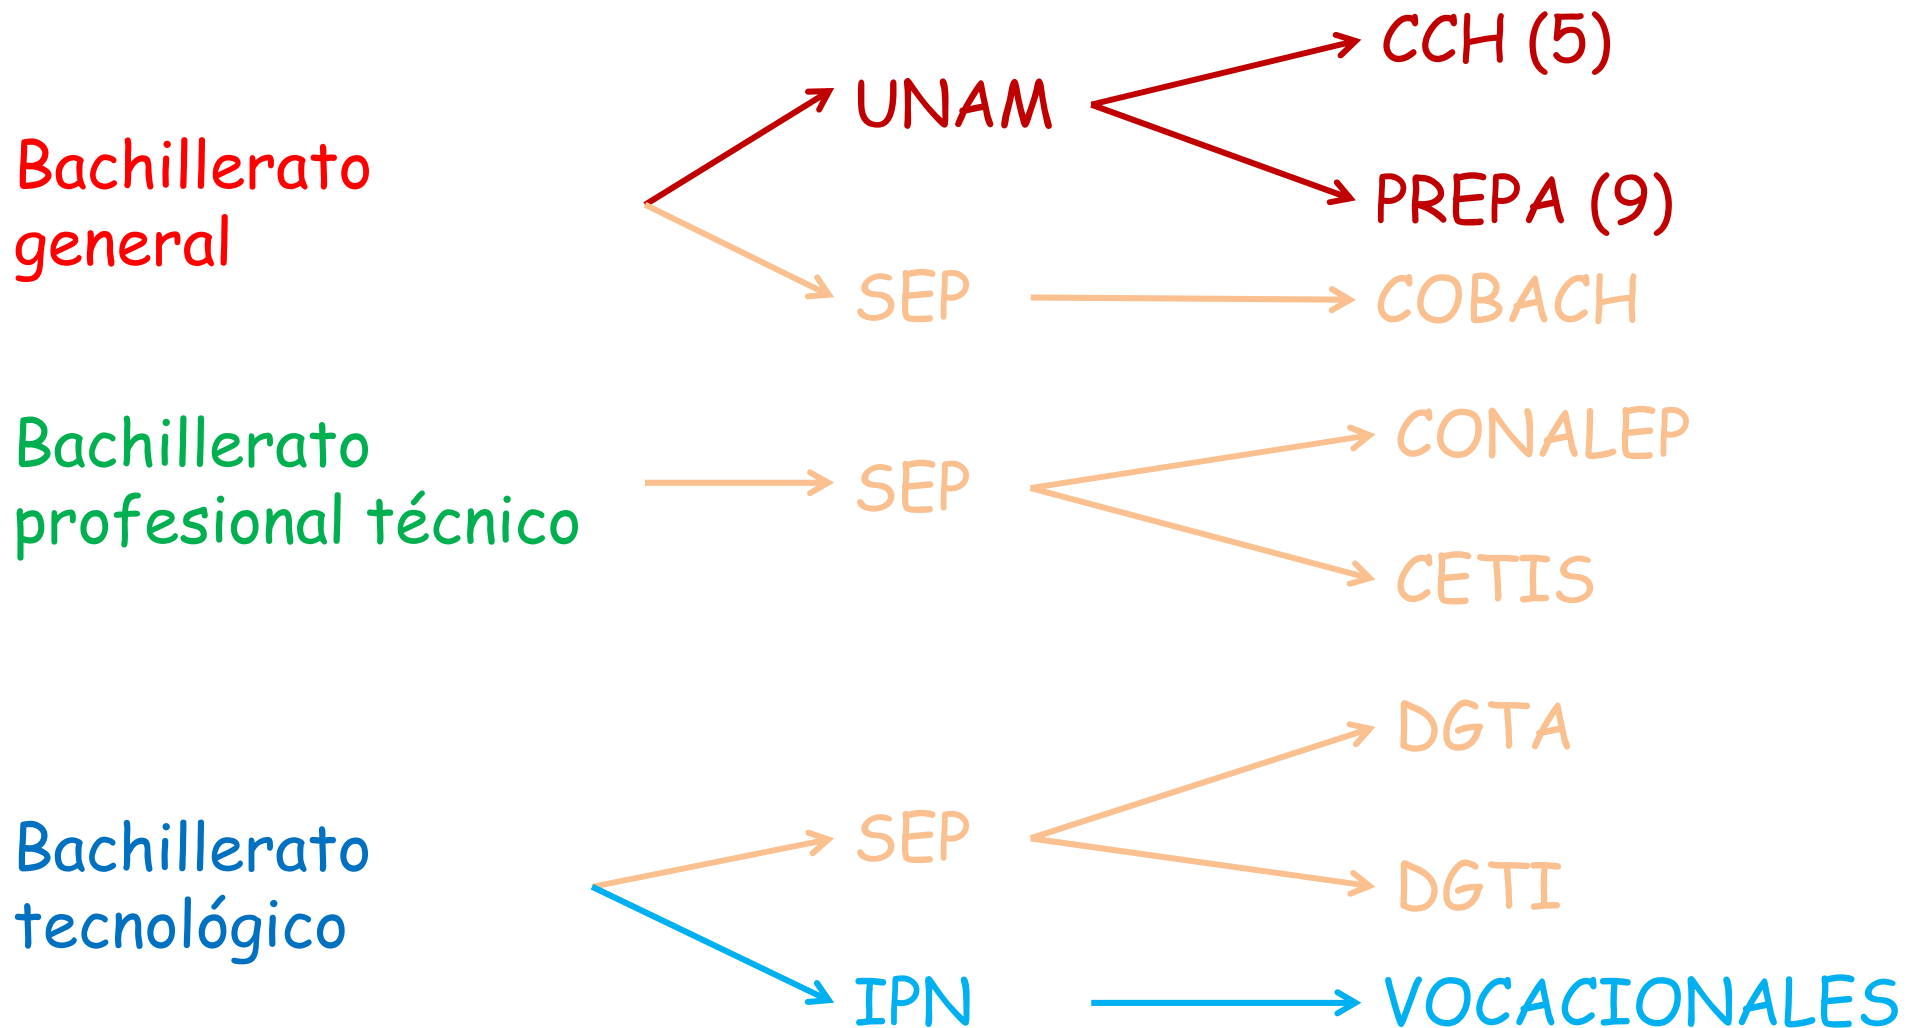 Bachillerato
general
UNAM
CCH (5)
PREPA (9)
SEP
COBACH
Bachillerato
profesional técnico
SEP
CONALEP
CETIS
Bachillerato
tecnológico
SEP
DGTA
DGTI
IPN
VOCACIONALES